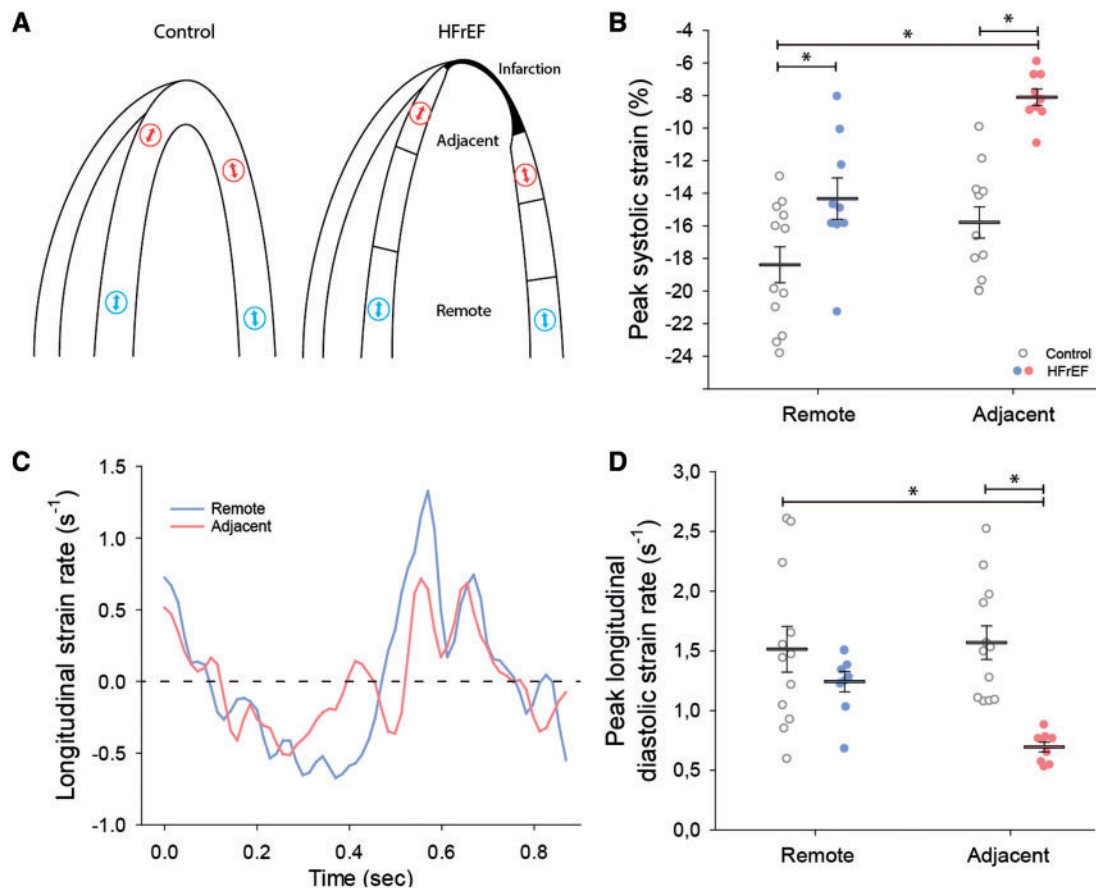 A
Control
HFrEF
Infarction
Adjacent
Remote
B
Peak systolic strain (%)
-4
-6
-8
-10
-12
-14
-16
-18
-20
-22
-24
*
*
*
Control
HFrEF
Remote
Adjacent
C
Longitudinal strain rate (s-1)
1.5
1.0
0.5
0.0
-0.5
-1.0
Remote
Adjacent
0.0
0.2
0.4
0.6
0.8
Time (sec)
D
Peak longitudinal
diastolic strain rate (s-1)
3,0
2,5
2,0
1,5
1,0
0,5
0,0
*
*
Remote
Adjacent